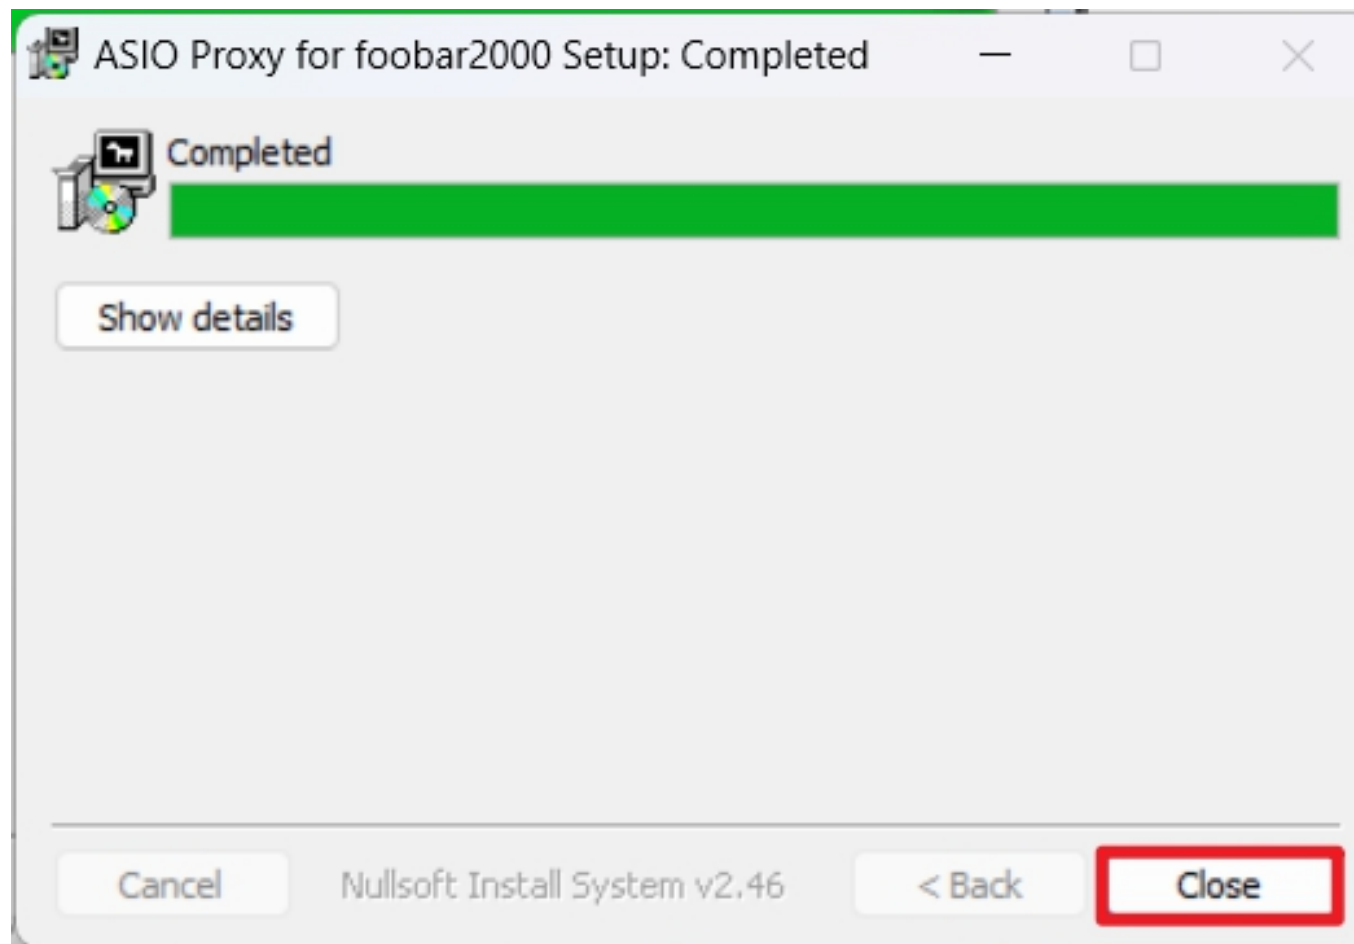 ASIO Proxy for foobar2000 Setup: Completed
Completed
Show details
Cancel
Nullsoft Install System v2.46
< Back
Close